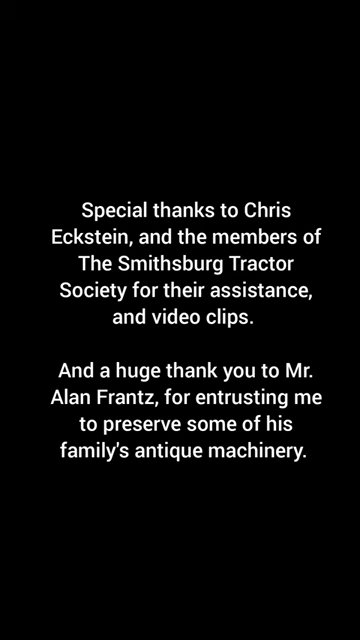 Special thanks to Chris
Eckstein, and the members of
The Smithsburg Tractor
Society for their assistance,
and video clips.
And a huge thank you to Mr.
Alan Frantz, for entrusting me
to preserve some of his
family's antique machinery.